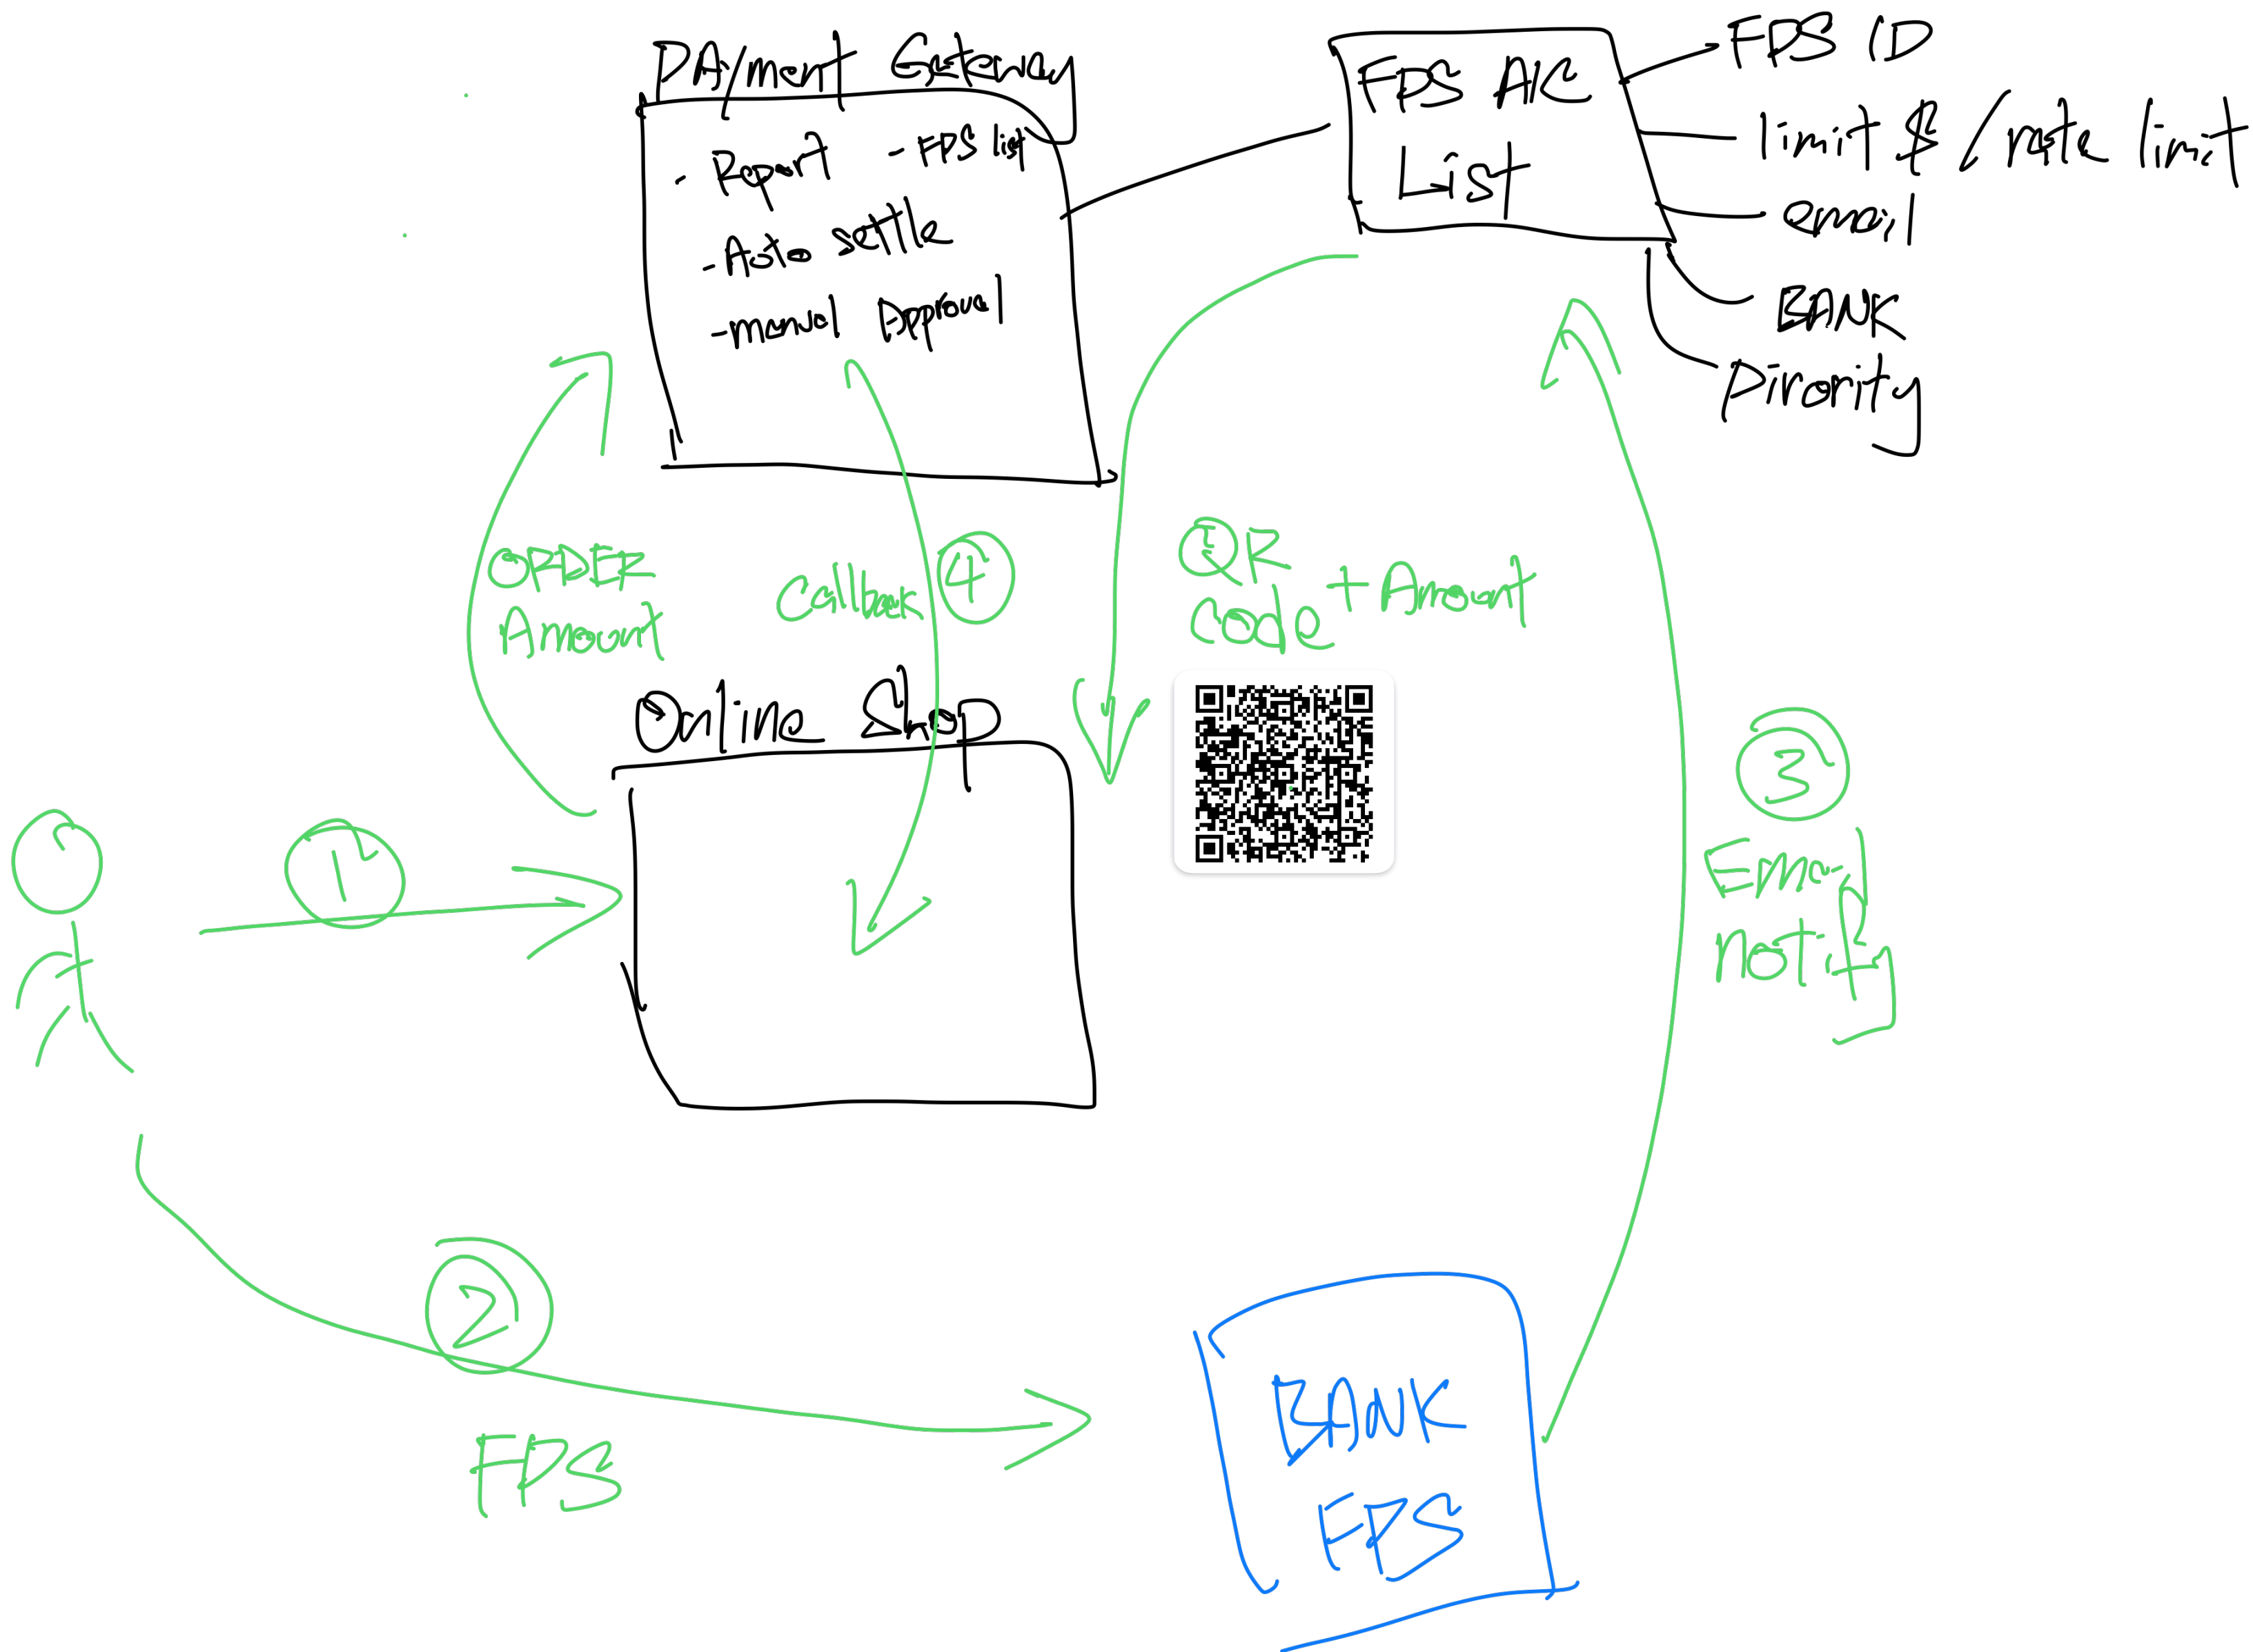 PAyment Gateway
- Report - FPS list
- Auto settle
- manual Approval
FPS A/C
List
FPS ID
limit $ / rate limit
email
BANK
Pirority
ORDER
Amount
Callback 4
QR
code + Amount
Online Shop
1
3
Email
Notify
2
FPS
BANK
FPS